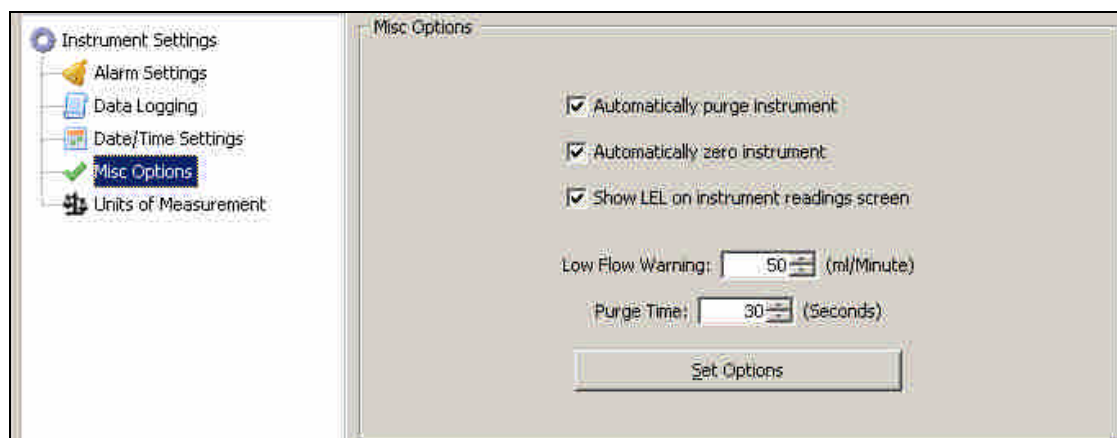 Instrument Settings
Alarm Settings
Data Logging
Date/Time Settings
Misc Options
Units of Measurement
Misc Options
Automatically purge instrument
Automatically zero instrument
Show LEL on instrument readings screen
Low Flow Warning: 50 (ml/Minute)
Purge Time: 30 (Seconds)
Set Options